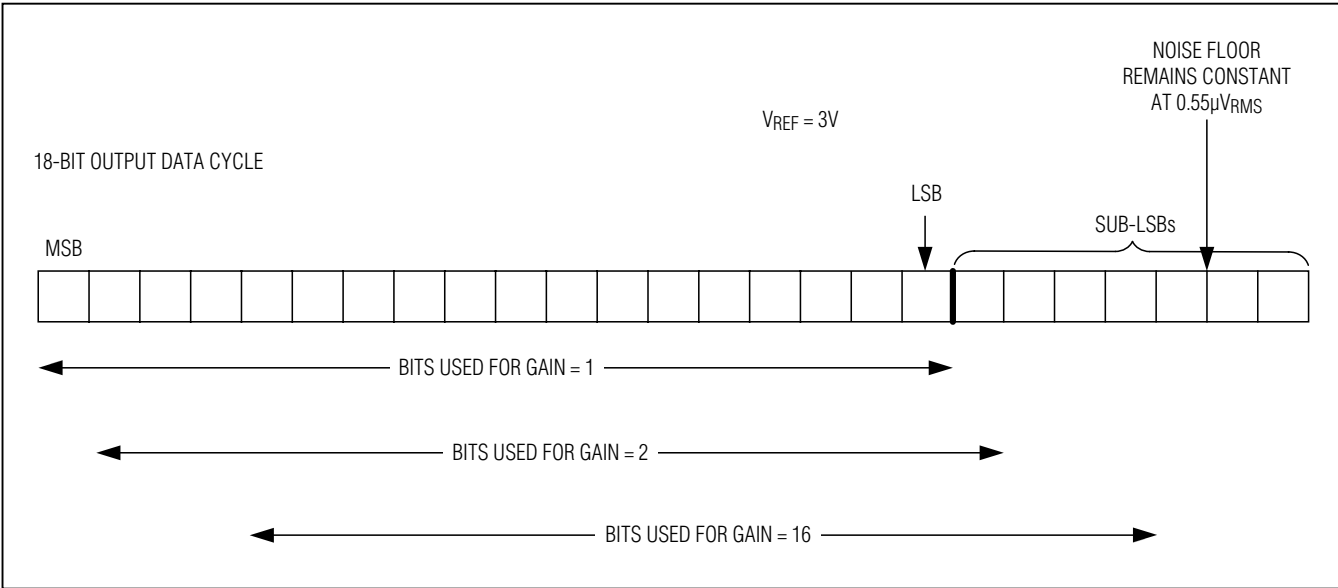 NOISE FLOOR
REMAINS CONSTANT
AT 0.55µVRMS
VREF = 3V
18-BIT OUTPUT DATA CYCLE
LSB
SUB-LSBs
MSB
BITS USED FOR GAIN = 1
BITS USED FOR GAIN = 2
BITS USED FOR GAIN = 16